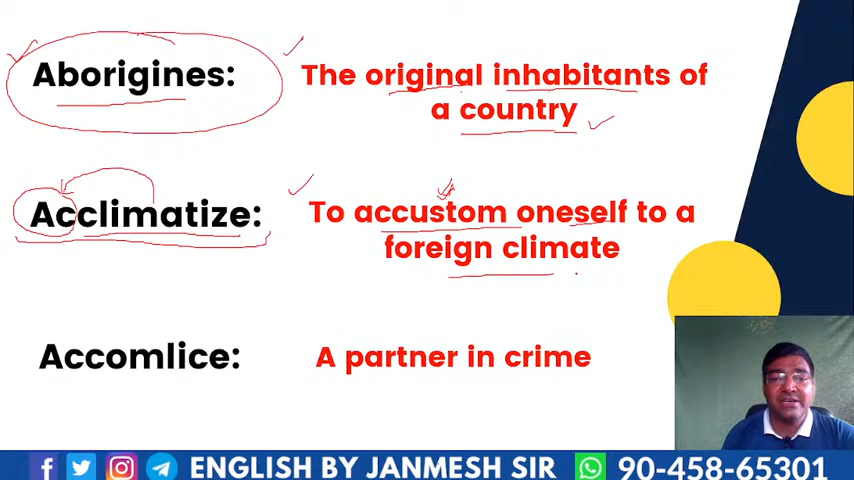 Aborigines: The original inhabitants of
a country
Acclimatize: To accustom oneself to a
foreign climate
Accomlice: A partner in crime
ENGLISH BY JANMESH SIR 90-458-65301